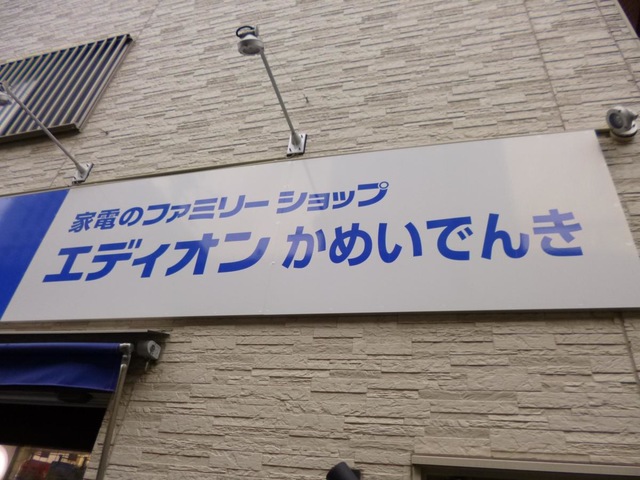 家電のファミリーショップ
エディオン かめいでんき